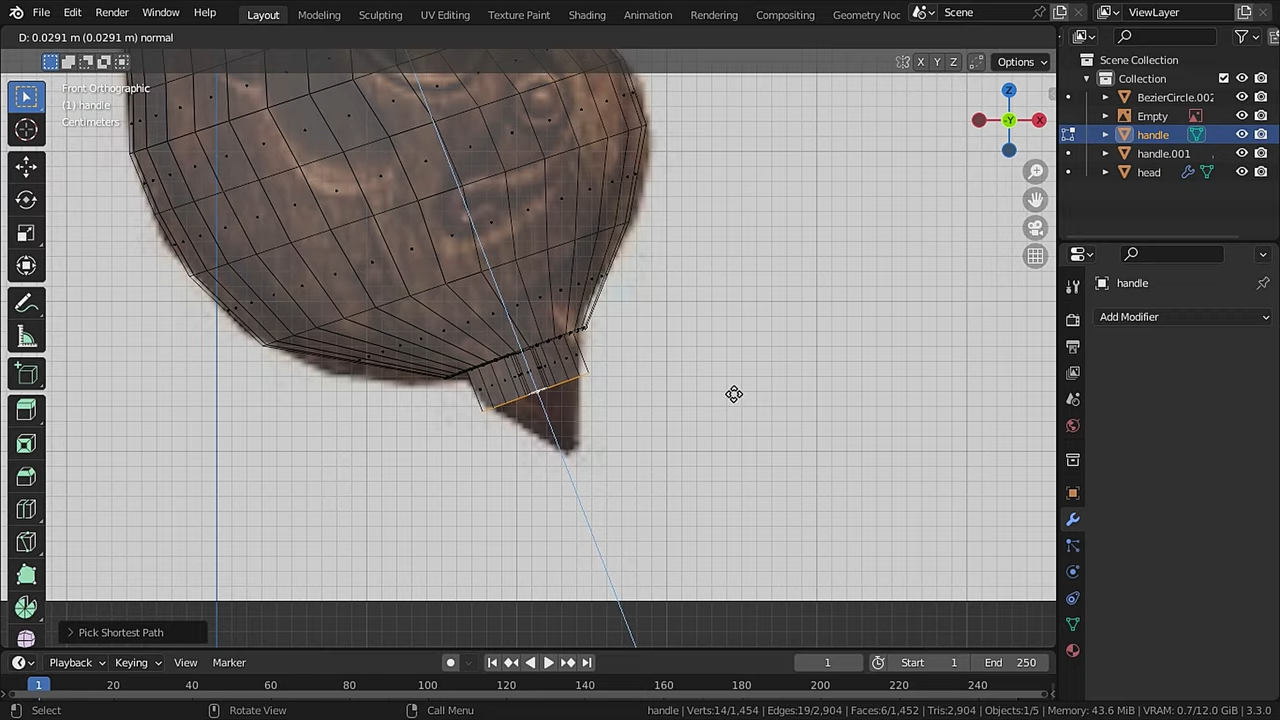 File Edit Render Window Help
Layout Modeling Sculpting UV Editing Texture Paint Shading Animation Rendering Compositing Geometry Noc
Scene
ViewLayer
D: 0.0291 m (0.0291 m) normal
X Y Z Options
Front Orthographic
(1) handle
Centimeters
Z
-Y
X
Scene Collection
Collection
BezierCircle.002
Empty
handle
handle.001
head
handle
Add Modifier
Pick Shortest Path
Playback Keying View Marker
1
Start 1
End 250
1 20 40 60 80 100 120 140 160 180 200 220 240
Select
Rotate View
Call Menu
handle | Verts:14/1,454 | Edges:19/2,904 | Faces:6/1,452 | Tris:2,904 | Objects:1/5 | Memory: 43.6 MiB | VRAM: 0.7/12.0 GiB | 3.3.0